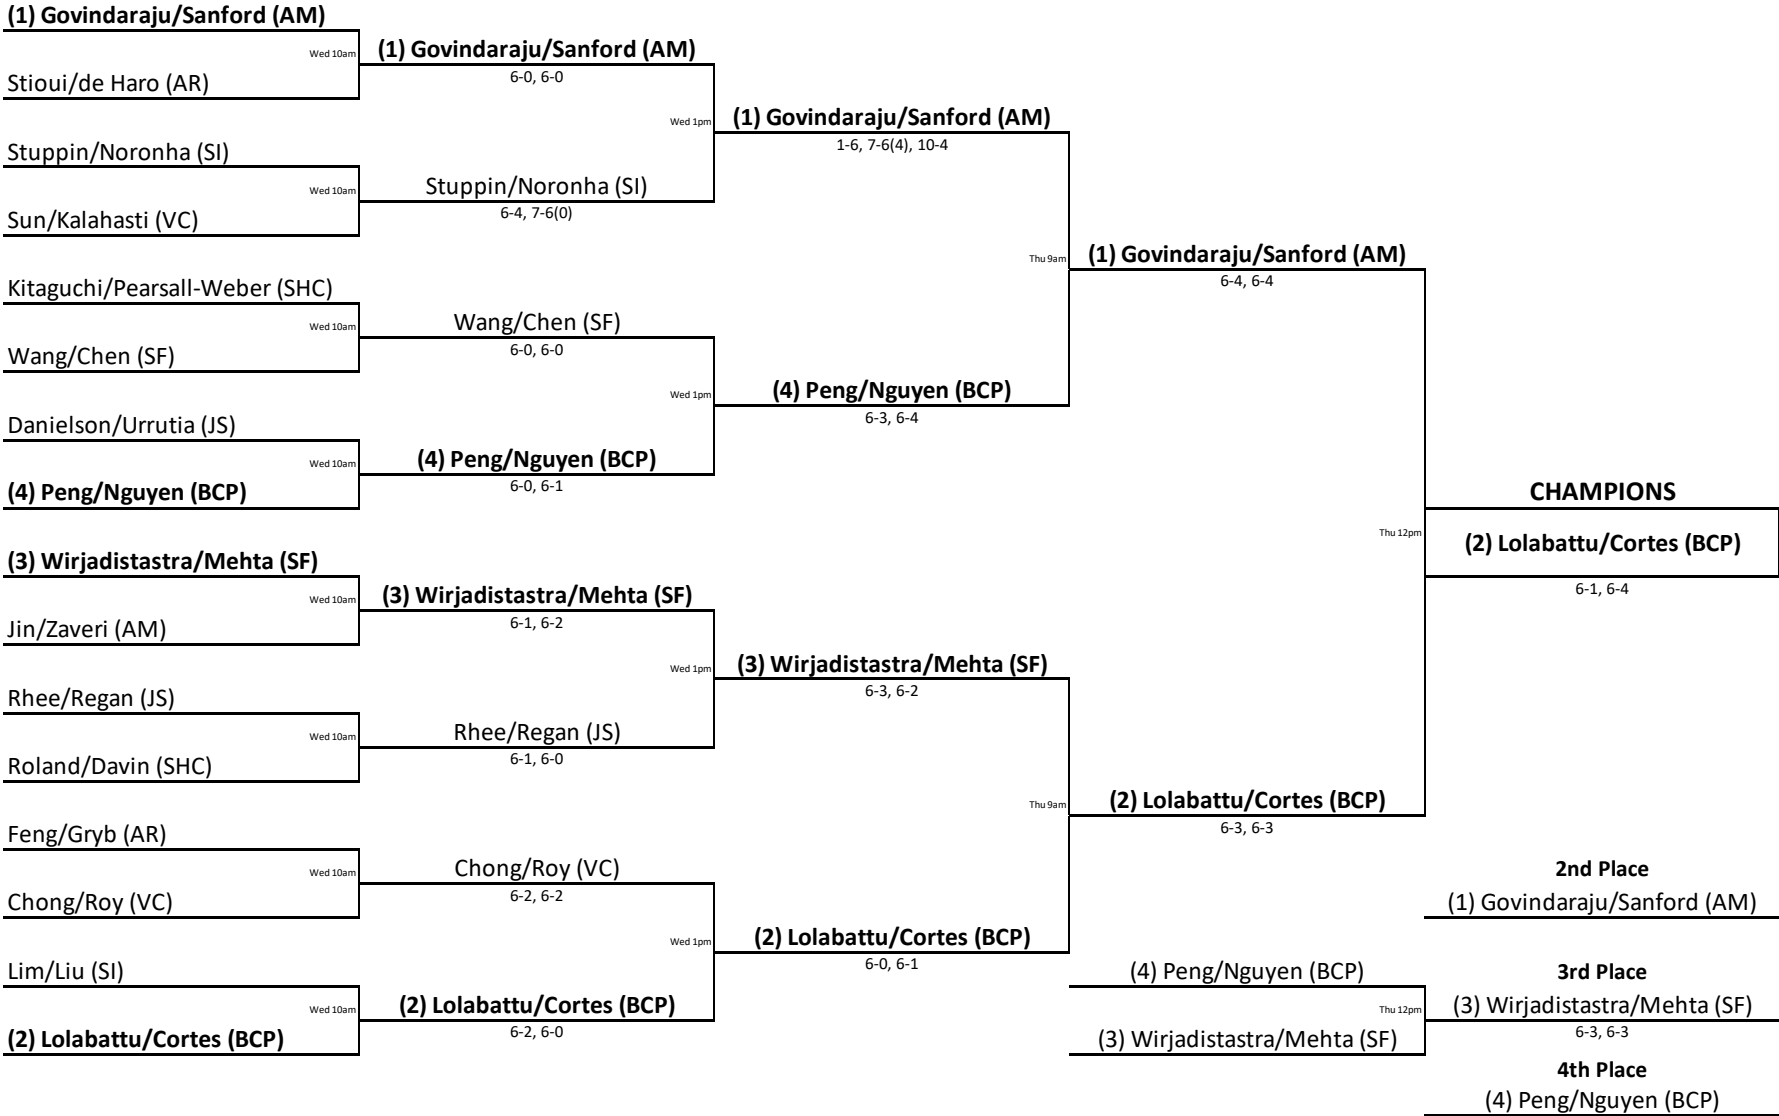 (1) Govindaraju/Sanford (AM)
Wed 10am
Stioui/de Haro (AR)
(1) Govindaraju/Sanford (AM)
6-0, 6-0
Stuppin/Noronha (SI)
Wed 10am
Sun/Kalahasti (VC)
Stuppin/Noronha (SI)
6-4, 7-6(0)
Wed 1pm
(1) Govindaraju/Sanford (AM)
1-6, 7-6(4), 10-4
Kitaguchi/Pearsall-Weber (SHC)
Wed 10am
Wang/Chen (SF)
Wang/Chen (SF)
6-0, 6-0
Danielson/Urrutia (JS)
Wed 10am
(4) Peng/Nguyen (BCP)
(4) Peng/Nguyen (BCP)
6-0, 6-1
Wed 1pm
(4) Peng/Nguyen (BCP)
6-3, 6-4
Thu 9am
(1) Govindaraju/Sanford (AM)
6-4, 6-4
(3) Wirjadistastra/Mehta (SF)
Wed 10am
Jin/Zaveri (AM)
(3) Wirjadistastra/Mehta (SF)
6-1, 6-2
Rhee/Regan (JS)
Wed 10am
Roland/Davin (SHC)
Rhee/Regan (JS)
6-1, 6-0
Wed 1pm
(3) Wirjadistastra/Mehta (SF)
6-3, 6-2
Feng/Gryb (AR)
Wed 10am
Chong/Roy (VC)
Chong/Roy (VC)
6-2, 6-2
Lim/Liu (SI)
Wed 10am
(2) Lolabattu/Cortes (BCP)
(2) Lolabattu/Cortes (BCP)
6-2, 6-0
Wed 1pm
(2) Lolabattu/Cortes (BCP)
6-0, 6-1
Thu 9am
(2) Lolabattu/Cortes (BCP)
6-3, 6-3
Thu 12pm
CHAMPIONS
(2) Lolabattu/Cortes (BCP)
6-1, 6-4
2nd Place
(1) Govindaraju/Sanford (AM)
(4) Peng/Nguyen (BCP)
Thu 12pm
(3) Wirjadistastra/Mehta (SF)
3rd Place
(3) Wirjadistastra/Mehta (SF)
6-3, 6-3
4th Place
(4) Peng/Nguyen (BCP)